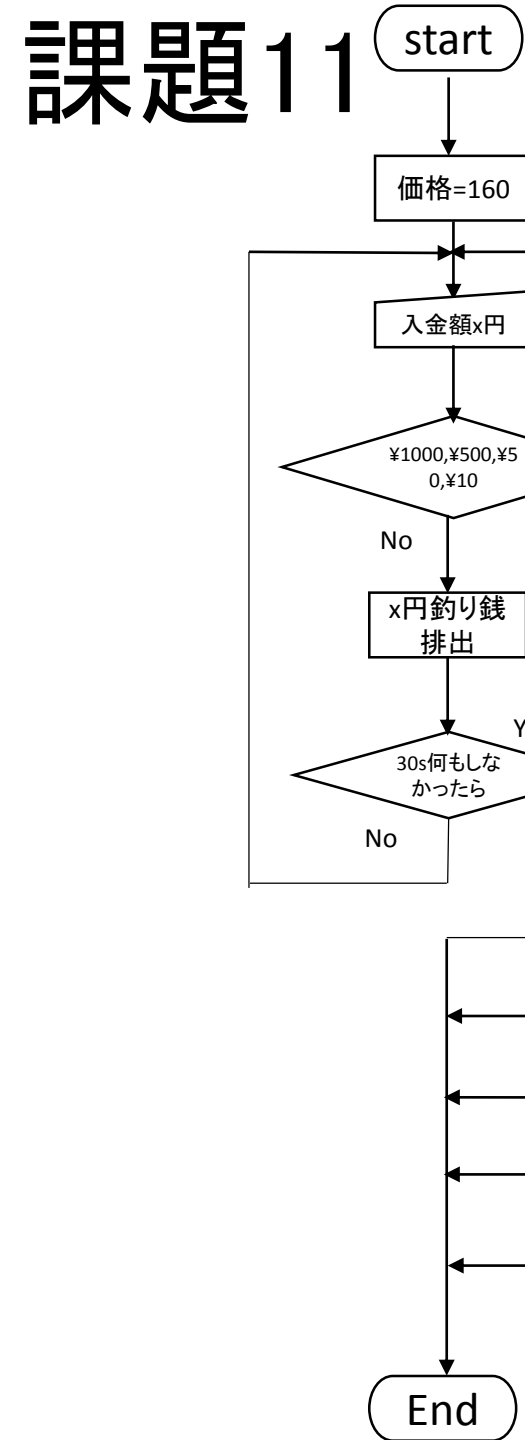 課題11
start
価格=160
入金額x円
¥1000,¥500,¥5
0,¥10
No
x円釣り銭
排出
Y
30s何もしな
かったら
No
End